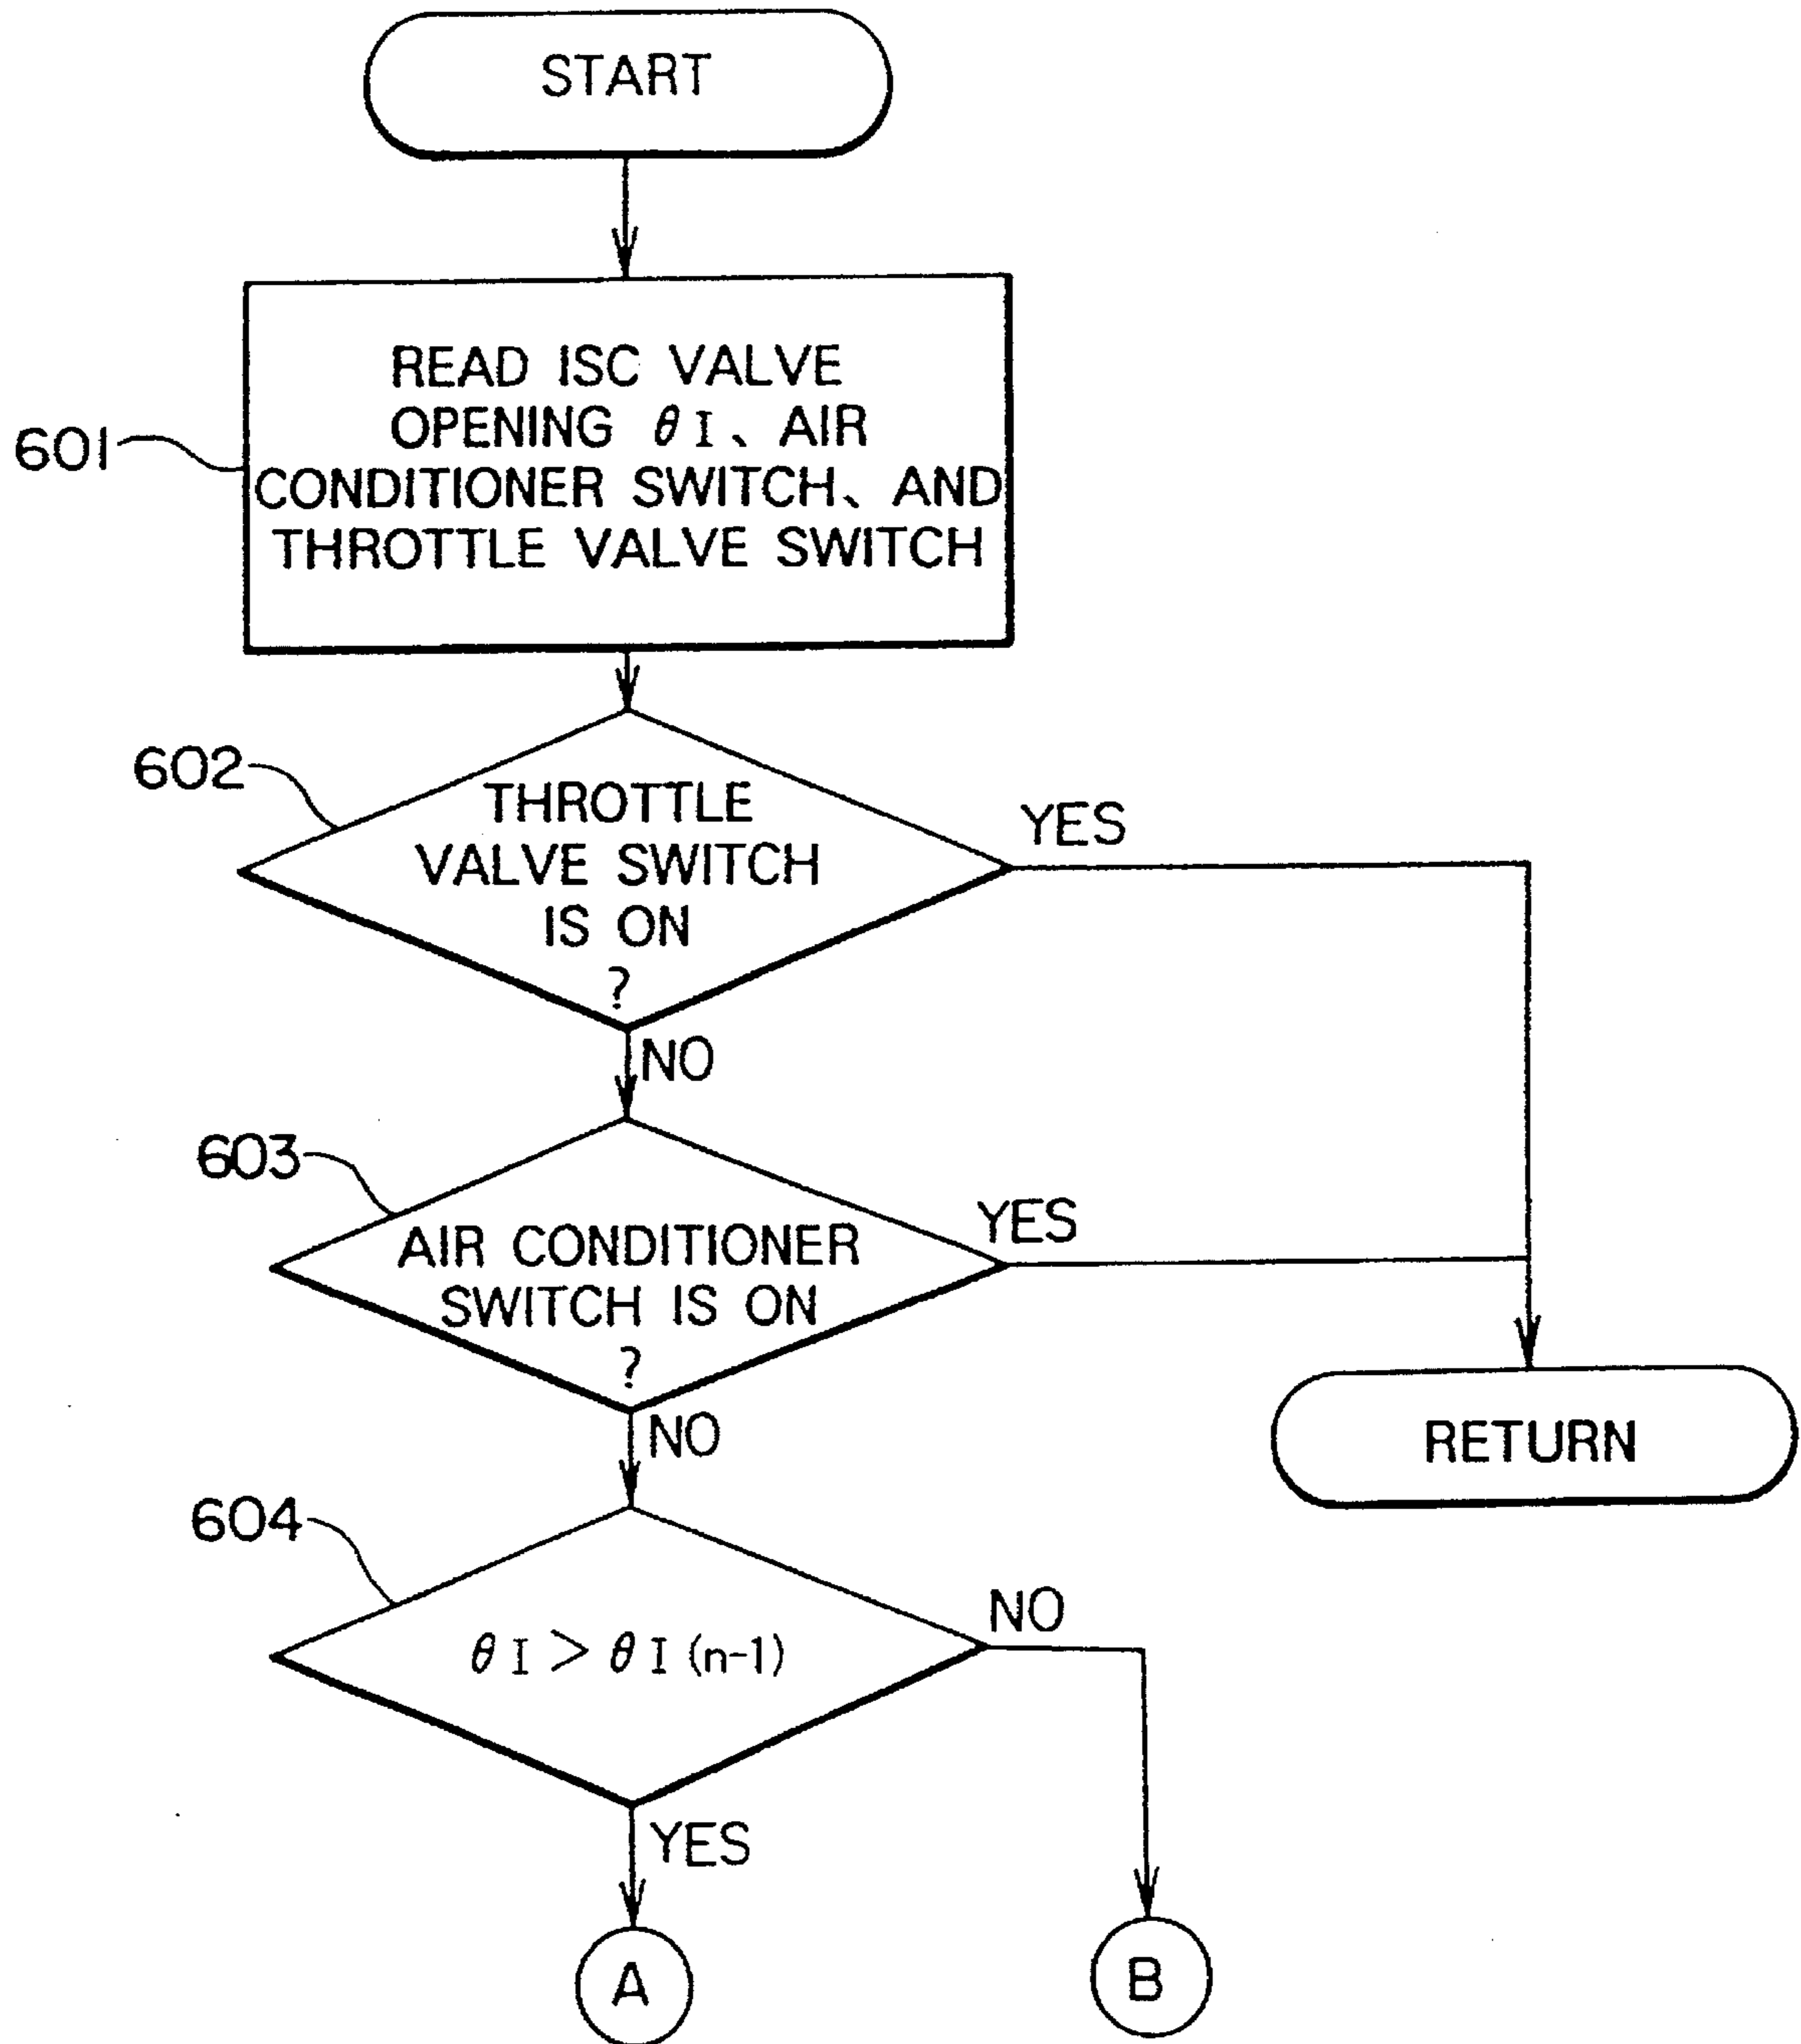 START
READ ISC VALVE
OPENING θI、AIR
CONDITIONER SWITCH、AND
THROTTLE VALVE SWITCH
601
602
THROTTLE
VALVE SWITCH
IS ON
?
YES
NO
603
AIR CONDITIONER
SWITCH IS ON
?
YES
NO
RETURN
604
θI > θI (n-1)
NO
YES
A
B